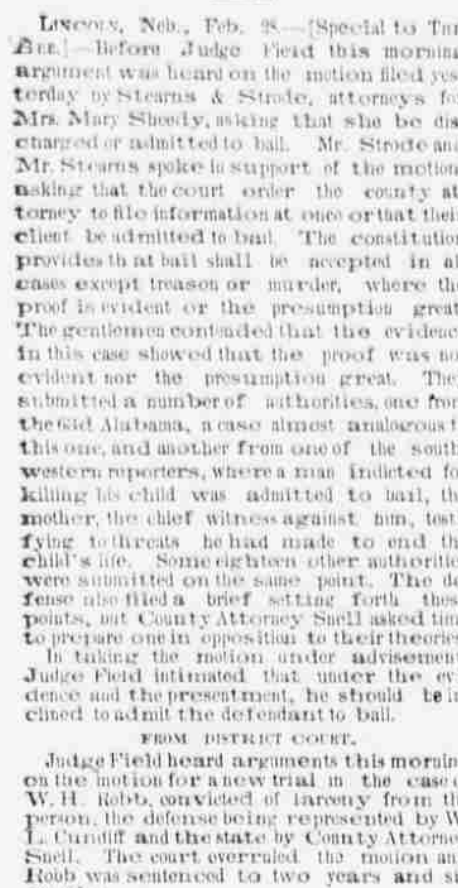 LINCOLN, Neb., Feb. 28.—[Special to THE
BEE.]—Before Judge Field this mornin
argument was heard on the motion filed yes
terday by Stearns & Strode, attorneys fo
Mrs. Mary Sheedy, asking that she be dis
charged or admitted to bail. Mr. Strode and
Mr. Stearns spoke in support of the motion
asking that the court order the county at
torney to file information at once or that their
client be admitted to bail. The constitution
provides that bail shall be accepted in al
cases except treason or murder, where the
proof is evident or the presumption great
The gentlemen contended that the evidenc
in this case showed that the proof was no
evident nor the presumption great. The
submitted a number of authorities, one from
the 63d Alabama, a case almost analogous t
this one, and another from one of the south
western reporters, where a man indicted fo
killing his child was admitted to bail, th
mother, the chief witness against him, testi
fying to threats he had made to end th
child's life. Some eighteen other authoritie
were submitted on the same point. The de
fense also filed a brief setting forth thes
points, but County Attorney Snell asked tim
to prepare one in opposition to their theories
In taking the motion under advisement
Judge Field intimated that under the evi
dence and the presentment, he should be in
clined to admit the defendant to bail.
FROM DISTRICT COURT.
Judge Field heard arguments this mornin
on the motion for a new trial in the case o
W. H. Robb, convicted of larceny from th
person, the defense being represented by W
L. Cundiff and the state by County Attorne
Snell. The court overruled the motion an
Robb was sentenced to two years and si